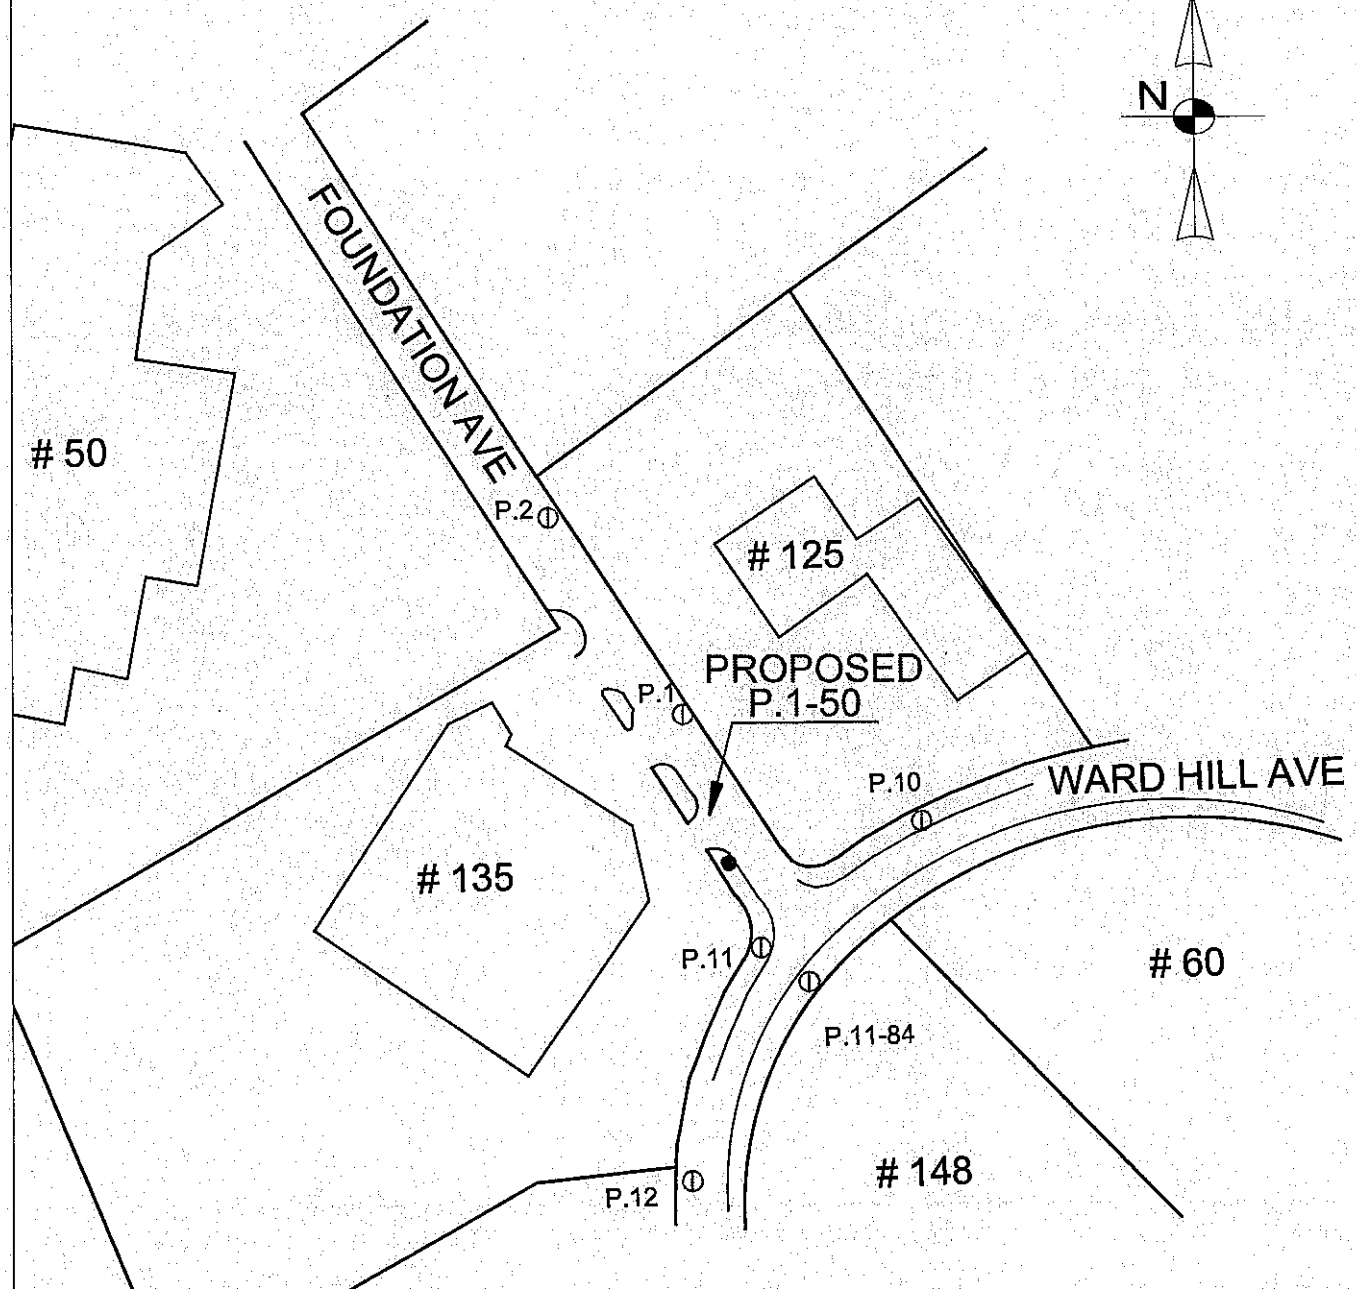 N
FOUNDATION AVE
# 50
P.2
# 125
PROPOSED
P.1-50
P.1
P.10
WARD HILL AVE
# 135
P.11
# 60
P.11-84
# 148
P.12